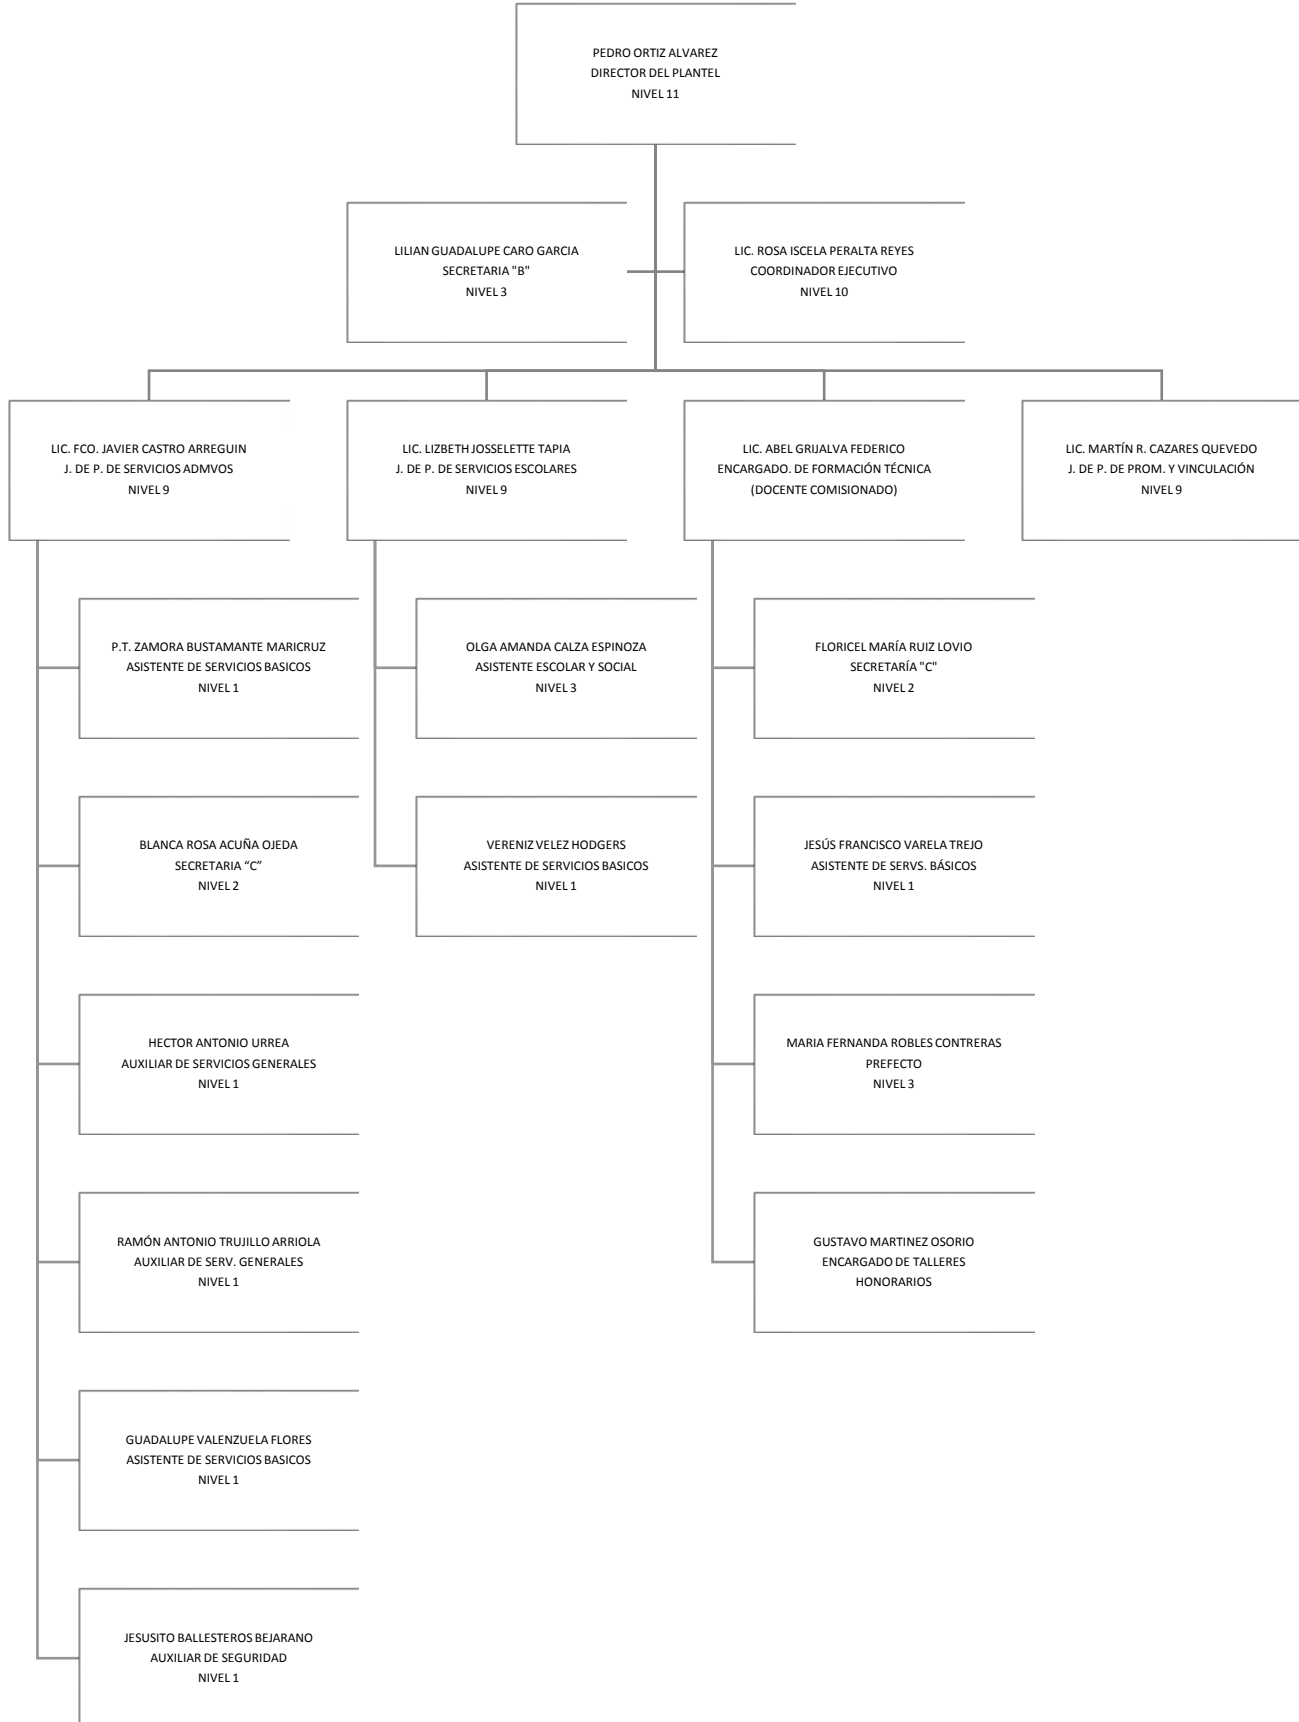 PEDRO ORTIZ ALVAREZ
DIRECTOR DEL PLANTEL
NIVEL 11
LILIAN GUADALUPE CARO GARCIA
SECRETARIA "B"
NIVEL 3
LIC. ROSA ISCELA PERALTA REYES
COORDINADOR EJECUTIVO
NIVEL 10
LIC. FCO. JAVIER CASTRO ARREGUIN
J. DE P. DE SERVICIOS ADMVOS
NIVEL 9
LIC. LIZBETH JOSSELETTE TAPIA
J. DE P. DE SERVICIOS ESCOLARES
NIVEL 9
LIC. ABEL GRIJALVA FEDERICO
ENCARGADO. DE FORMACIÓN TÉCNICA
(DOCENTE COMISIONADO)
LIC. MARTÍN R. CAZARES QUEVEDO
J. DE P. DE PROM. Y VINCULACIÓN
NIVEL 9
P.T. ZAMORA BUSTAMANTE MARICRUZ
ASISTENTE DE SERVICIOS BASICOS
NIVEL 1
OLGA AMANDA CALZA ESPINOZA
ASISTENTE ESCOLAR Y SOCIAL
NIVEL 3
FLORICEL MARÍA RUIZ LOVIO
SECRETARÍA "C"
NIVEL 2
BLANCA ROSA ACUÑA OJEDA
SECRETARIA “C”
NIVEL 2
VERENIZ VELEZ HODGERS
ASISTENTE DE SERVICIOS BASICOS
NIVEL 1
JESÚS FRANCISCO VARELA TREJO
ASISTENTE DE SERVS. BÁSICOS
NIVEL 1
HECTOR ANTONIO URREA
AUXILIAR DE SERVICIOS GENERALES
NIVEL 1
MARIA FERNANDA ROBLES CONTRERAS
PREFECTO
NIVEL 3
RAMÓN ANTONIO TRUJILLO ARRIOLA
AUXILIAR DE SERV. GENERALES
NIVEL 1
GUSTAVO MARTINEZ OSORIO
ENCARGADO DE TALLERES
HONORARIOS
GUADALUPE VALENZUELA FLORES
ASISTENTE DE SERVICIOS BASICOS
NIVEL 1
JESUSITO BALLESTEROS BEJARANO
AUXILIAR DE SEGURIDAD
NIVEL 1